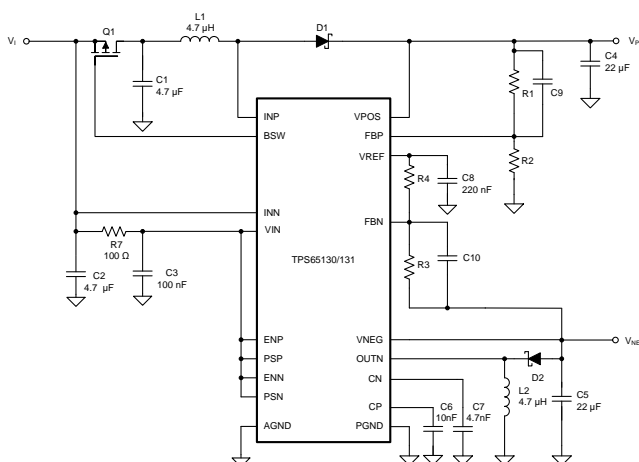 Q1
L1
4.7 µH
D1
VI
VP
C1
4.7 µF
R1
C9
C4
22 µF
INP
VPOS
BSW
FBP
VREF
R2
R4
C8
220 nF
INN
FBN
VIN
R7
100 Ω
TPS65130/131
R3
C10
C2
4.7 µF
C3
100 nF
ENP
VNEG
VNE
PSP
OUTN
D2
ENN
CN
L2
4.7 µH
C5
22 µF
PSN
CP
C6
10nF
C7
4.7nF
AGND
PGND